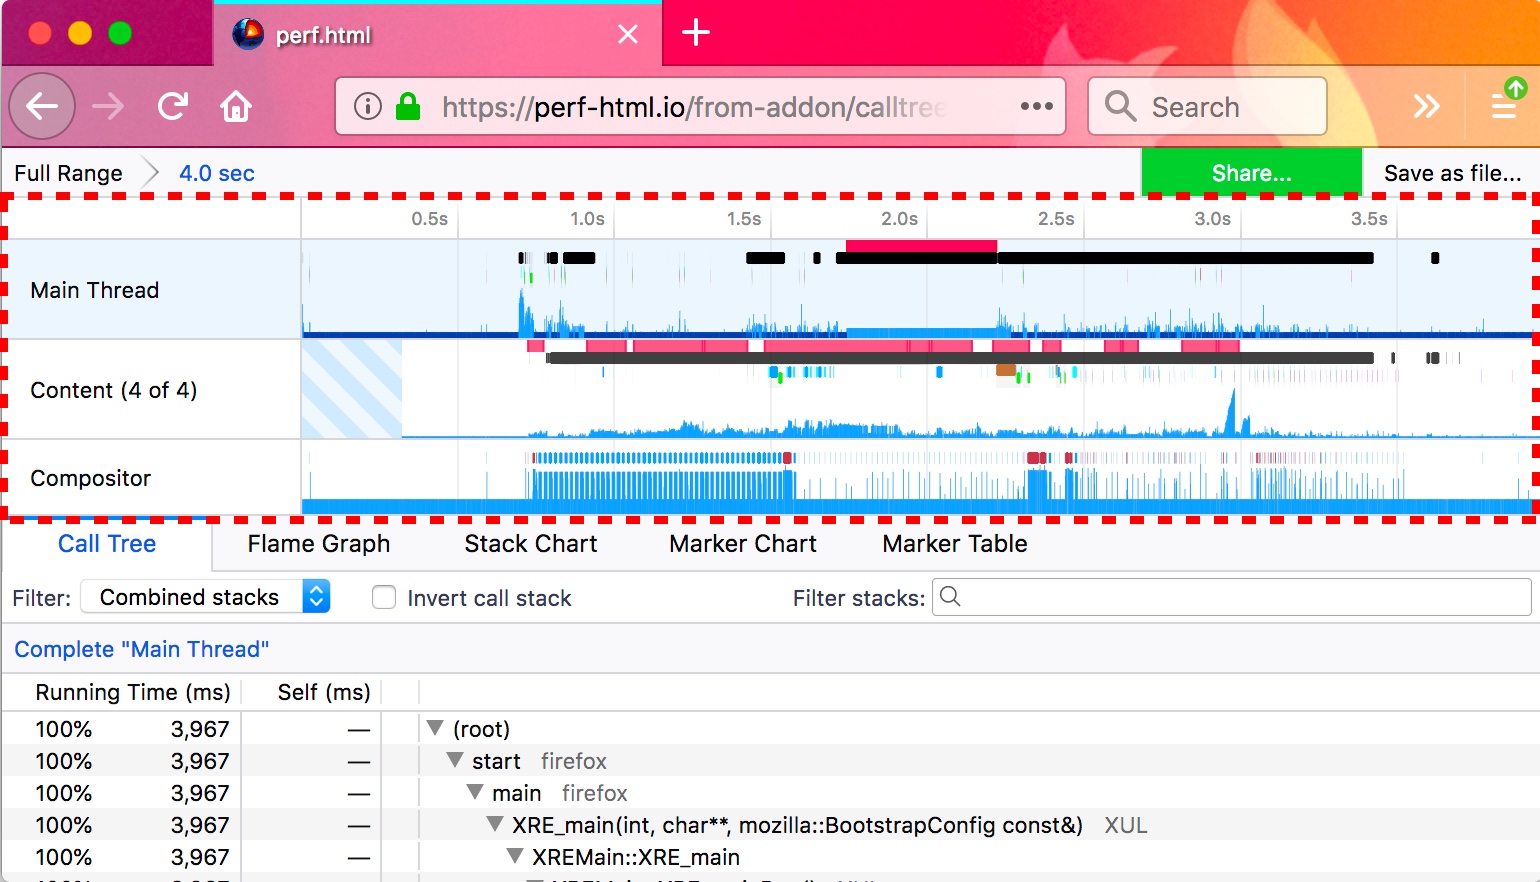 perf.html
https://perf-html.io/from-addon/calltree
Search
Full Range 4.0 sec Share... Save as file...
0.5s 1.0s 1.5s 2.0s 2.5s 3.0s 3.5s
Main Thread
Content (4 of 4)
Compositor
Call Tree Flame Graph Stack Chart Marker Chart Marker Table
Filter: Combined stacks Invert call stack Filter stacks:
Complete "Main Thread"
Running Time (ms) Self (ms)
100% 3,967 — (root)
100% 3,967 — start firefox
100% 3,967 — main firefox
100% 3,967 — XRE_main(int, char**, mozilla::BootstrapConfig const&) XUL
100% 3,967 — XREMain::XRE_main